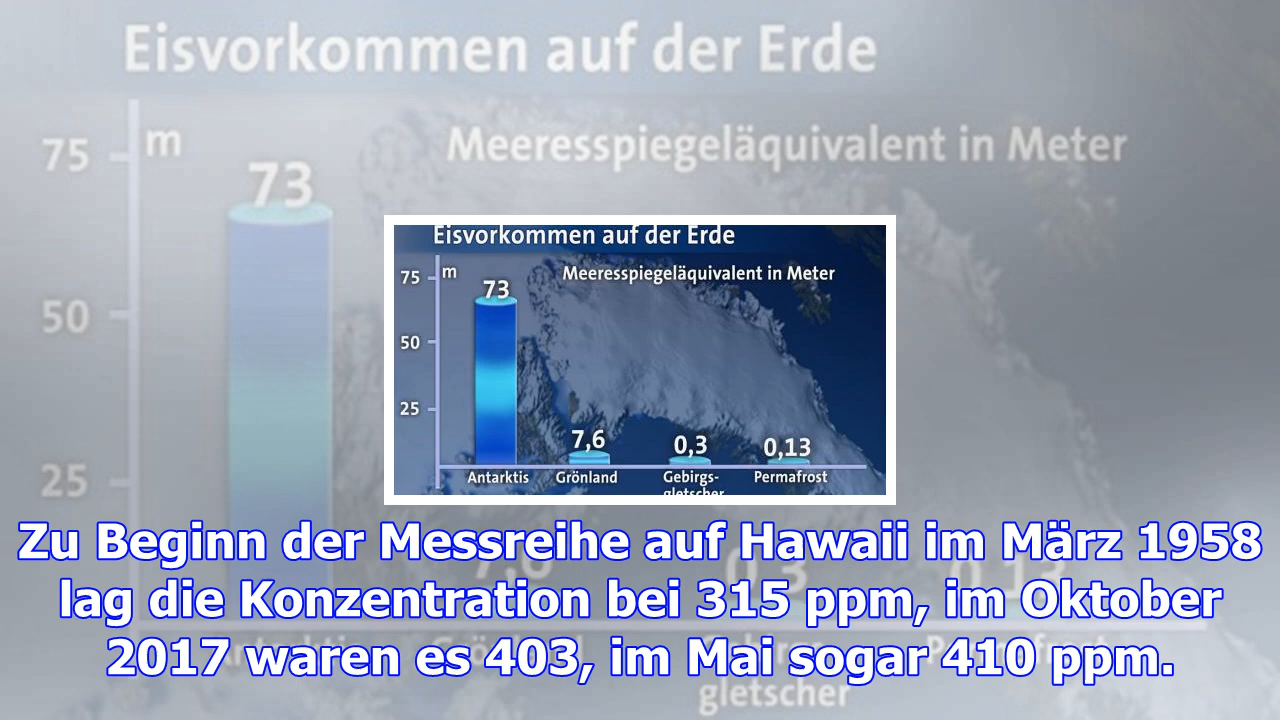 Eisvorkommen auf der Erde
75 m
Meeresspiegeläquivalent in Meter
73
50
25
Eisvorkommen auf der Erde
75 m
Meeresspiegeläquivalent in Meter
73
50
25
7,6
0,3
0,13
Antarktis
Grönland
Gebirgs-
gletscher
Permafrost
Zu Beginn der Messreihe auf Hawaii im März 1958
lag die Konzentration bei 315 ppm, im Oktober
2017 waren es 403, im Mai sogar 410 ppm.
gletscher